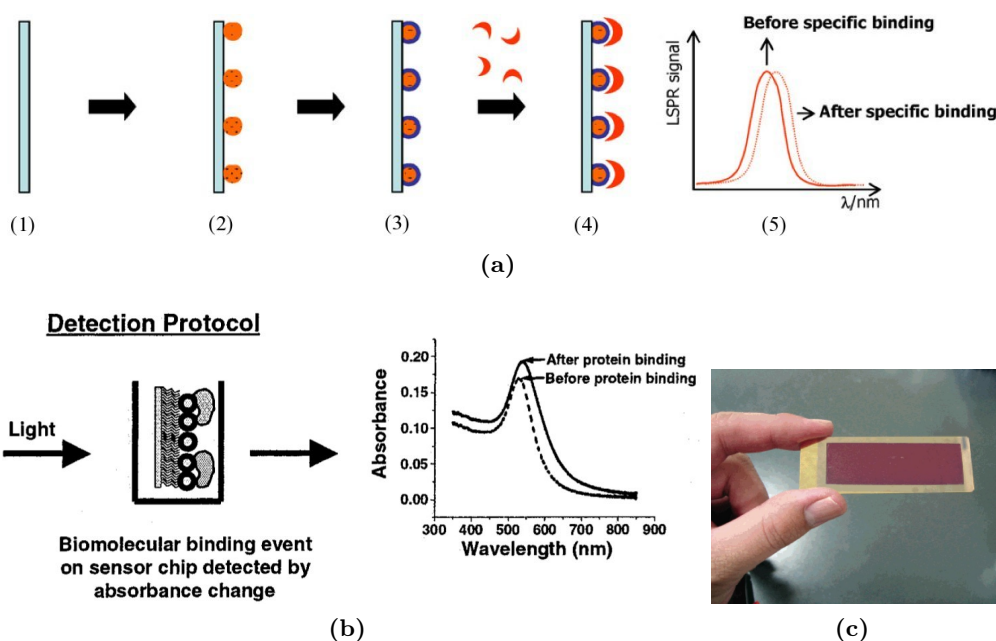 Before specific binding
LSPR signal
After specific binding
λ/nm
(1)
(2)
(3)
(4)
(5)
(a)
Detection Protocol
Light
Biomolecular binding event
on sensor chip detected by
absorbance change
Absorbance
0.20
0.15
0.10
0.05
0.00
After protein binding
Before protein binding
300 400 500 600 700 800 900
Wavelength (nm)
(b)
(c)